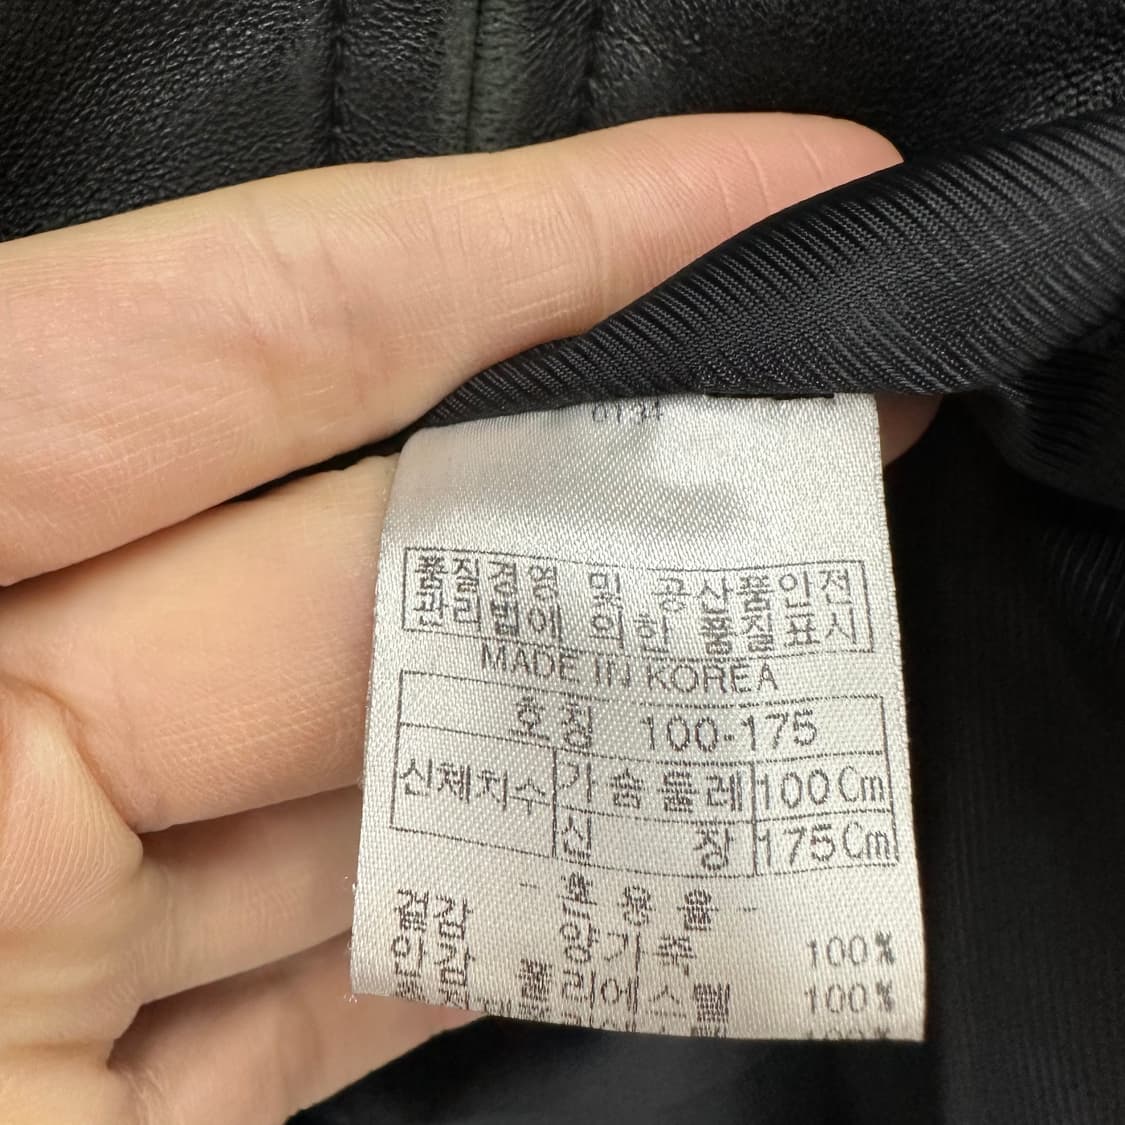 0134
품질경영 및 공산품안전
관리법에 의한 품질표시
MADE IN KOREA
호칭 100-175
신체치수 가슴둘레 100Cm
신 장 175Cm
- 혼용율 -
겉감 양가죽 100%
안감 폴리에스텔 100%
100%